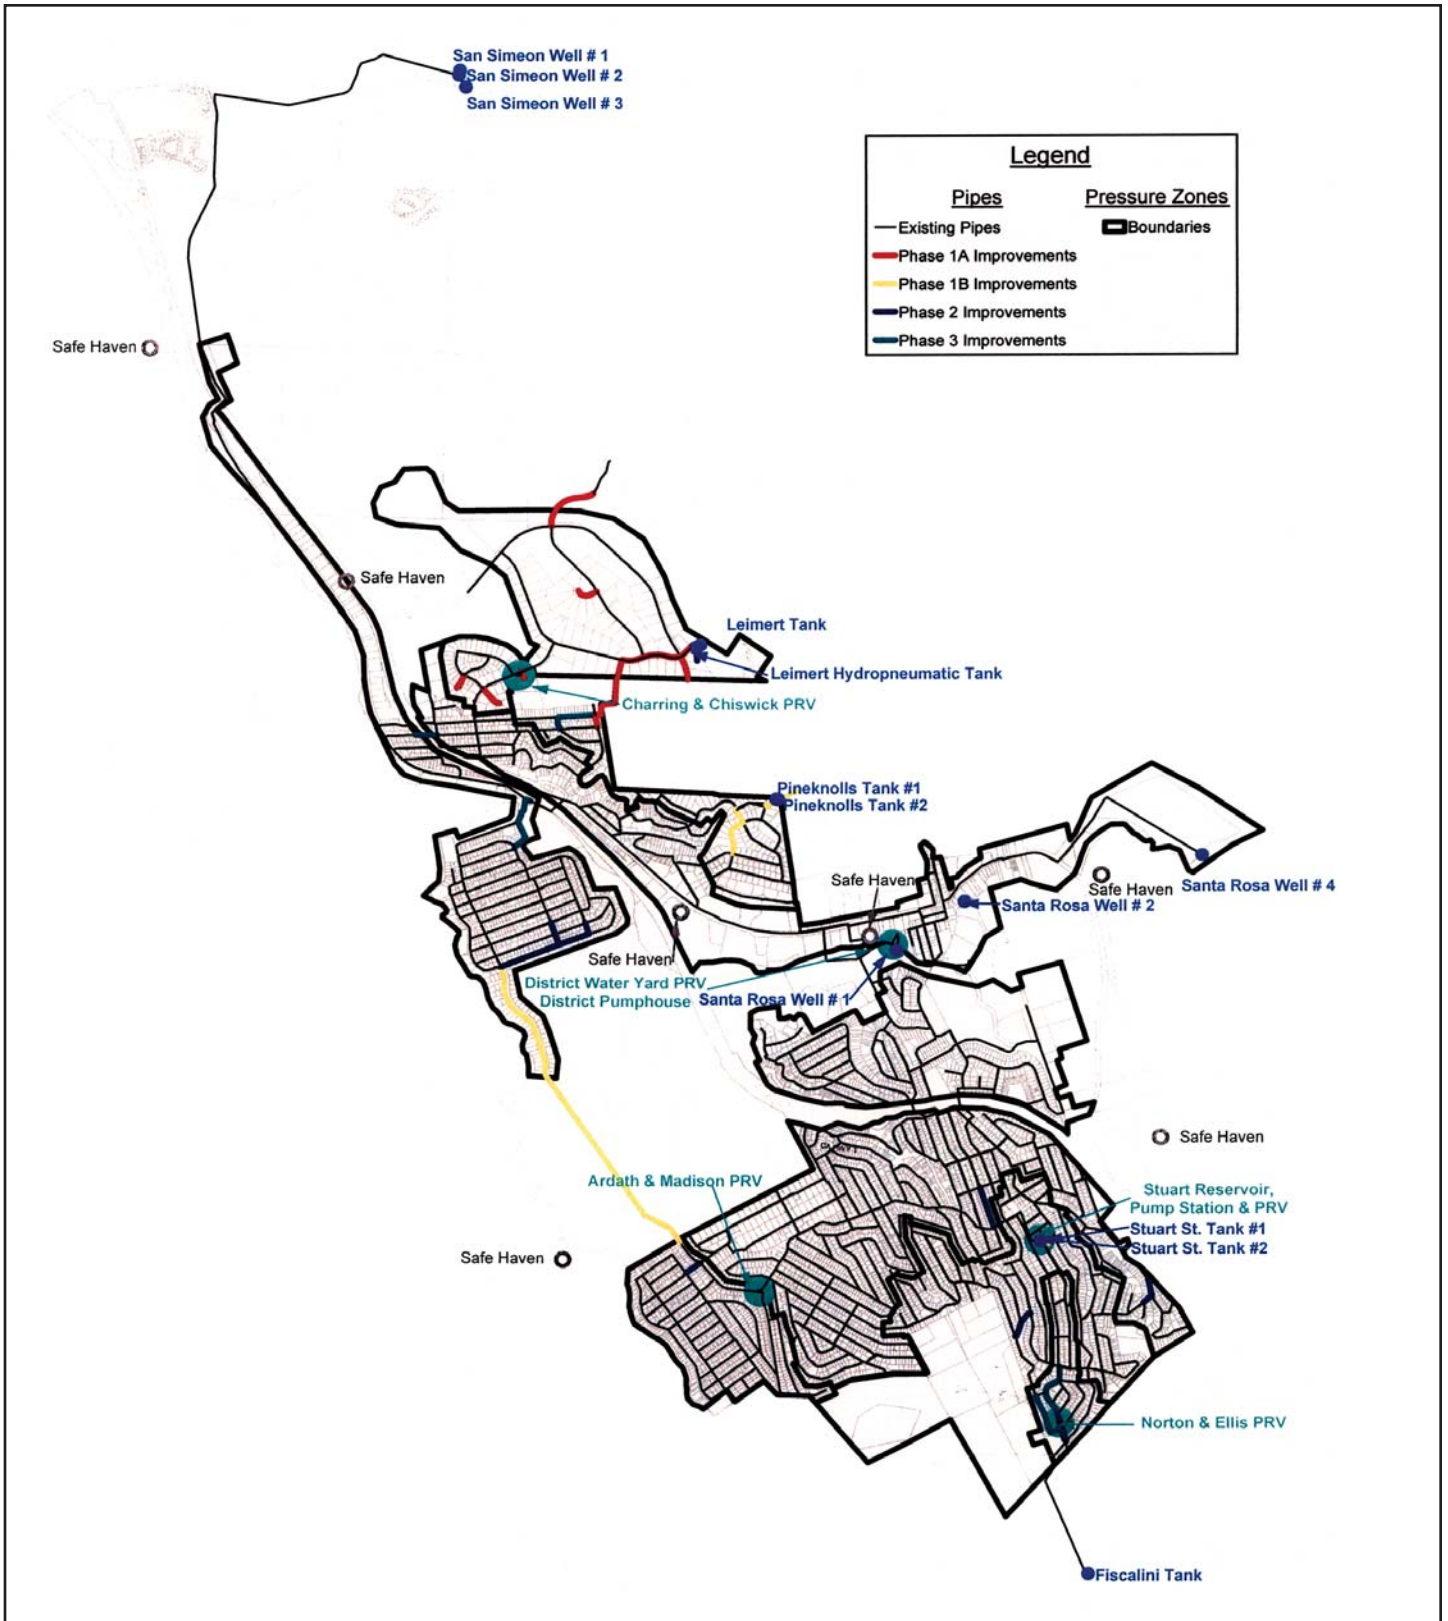 San Simeon Well # 1
San Simeon Well # 2
San Simeon Well # 3
Legend
Pipes
Pressure Zones
Existing Pipes
Boundaries
Phase 1A Improvements
Phase 1B Improvements
Phase 2 Improvements
Phase 3 Improvements
Safe Haven
Safe Haven
Leimert Tank
Leimert Hydropneumatic Tank
Charring & Chiswick PRV
Pineknolls Tank #1
Pineknolls Tank #2
Safe Haven
Safe Haven
Santa Rosa Well # 4
Santa Rosa Well # 2
Safe Haven
District Water Yard PRV
District Pumphouse
Santa Rosa Well # 1
Safe Haven
Ardath & Madison PRV
Stuart Reservoir,
Pump Station & PRV
Stuart St. Tank #1
Stuart St. Tank #2
Safe Haven
Norton & Ellis PRV
Fiscalini Tank